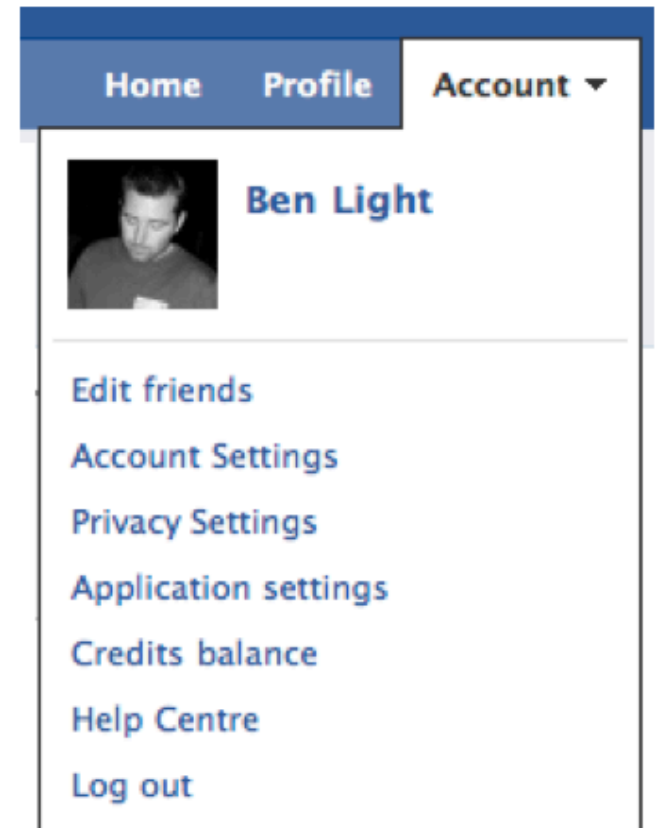 Home Profile Account
Ben Light
Edit friends
Account Settings
Privacy Settings
Application settings
Credits balance
Help Centre
Log out